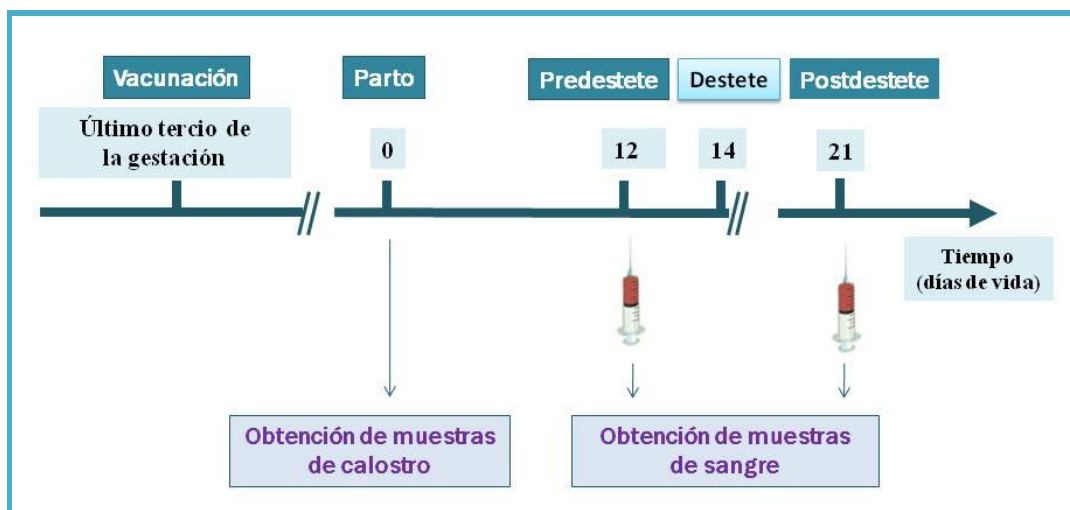 Vacunación
Parto
Predestete
Destete
Postdestete
Último tercio de
la gestación
0
12
14
21
Tiempo
(días de vida)
Obtención de muestras
de calostro
Obtención de muestras
de sangre